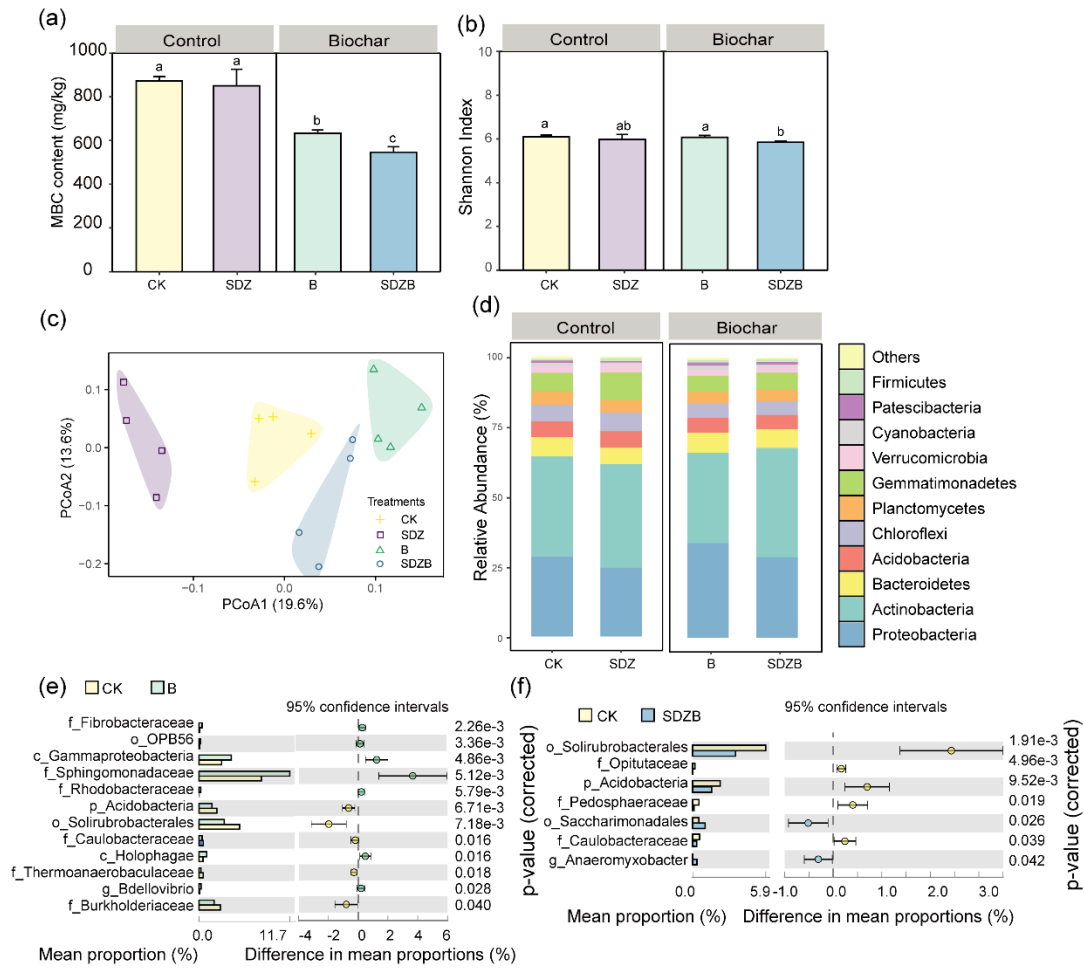 (a)
Control
Biochar
MBC content (mg/kg)
1000
800
600
400
200
0
a
a
b
c
CK
SDZ
B
SDZB
(b)
Control
Biochar
Shannon Index
10
8
6
4
2
0
a
ab
a
b
CK
SDZ
B
SDZB
(c)
PCoA2 (13.6%)
0.1
0.0
−0.1
−0.2
Treatments
CK
SDZ
B
SDZB
−0.1
0.0
0.1
PCoA1 (19.6%)
(d)
Control
Biochar
Relative Abundance (%)
100
75
50
25
0
CK
SDZ
B
SDZB
Others
Firmicutes
Patescibacteria
Cyanobacteria
Verrucomicrobia
Gemmatimonadetes
Planctomycetes
Chloroflexi
Acidobacteria
Bacteroidetes
Actinobacteria
Proteobacteria
(e)
CK
B
95% confidence intervals
f_Fibrobacteraceae
2.26e-3
o_OPB56
3.36e-3
c_Gammaproteobacteria
4.86e-3
f_Sphingomonadaceae
5.12e-3
f_Rhodobacteraceae
5.79e-3
p_Acidobacteria
6.71e-3
o_Solirubrobacterales
7.18e-3
f_Caulobacteraceae
0.016
c_Holophagae
0.016
f_Thermoanaerobaculaceae
0.018
g_Bdellovibrio
0.028
f_Burkholderiaceae
0.040
p-value (corrected)
0.0
11.7
-4
-2
0
2
4
6
Mean proportion (%)
Difference in mean proportions (%)
(f)
CK
SDZB
95% confidence intervals
o_Solirubrobacterales
1.91e-3
f_Opitutaceae
4.96e-3
p_Acidobacteria
9.52e-3
f_Pedosphaeraceae
0.019
o_Saccharimonadales
0.026
f_Caulobacteraceae
0.039
g_Anaeromyxobacter
0.042
p-value (corrected)
0.0
5.9
-1.0
0.0
1.0
2.0
3.0
Mean proportion (%)
Difference in mean proportions (%)